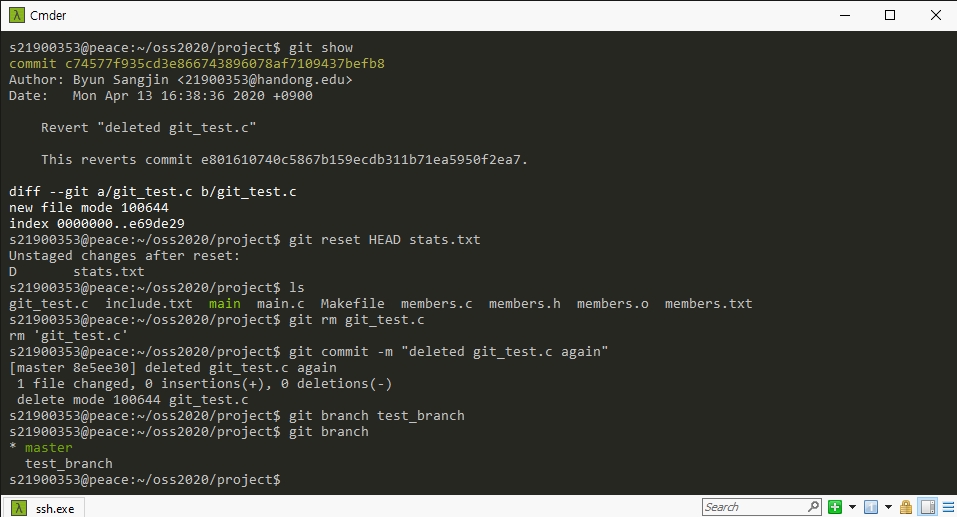 Cmder
s21900353@peace:~/oss2020/project$ git show
commit c74577f935cd3e866743896078af7109437befb8
Author: Byun Sangjin <21900353@handong.edu>
Date:   Mon Apr 13 16:38:36 2020 +0900
    Revert "deleted git_test.c"
    This reverts commit e801610740c5867b159ecdb311b71ea5950f2ea7.
diff --git a/git_test.c b/git_test.c
new file mode 100644
index 0000000..e69de29
s21900353@peace:~/oss2020/project$ git reset HEAD stats.txt
Unstaged changes after reset:
D       stats.txt
s21900353@peace:~/oss2020/project$ ls
git_test.c  include.txt  main  main.c  Makefile  members.c  members.h  members.o  members.txt
s21900353@peace:~/oss2020/project$ git rm git_test.c
rm 'git_test.c'
s21900353@peace:~/oss2020/project$ git commit -m "deleted git_test.c again"
[master 8e5ee30] deleted git_test.c again
 1 file changed, 0 insertions(+), 0 deletions(-)
 delete mode 100644 git_test.c
s21900353@peace:~/oss2020/project$ git branch test_branch
s21900353@peace:~/oss2020/project$ git branch
* master
  test_branch
s21900353@peace:~/oss2020/project$
λ ssh.exe Search